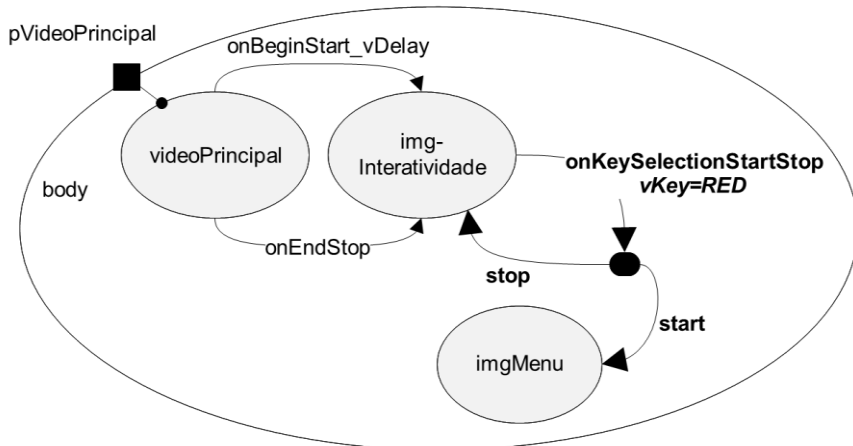 pVideoPrincipal
onBeginStart_vDelay
videoPrincipal
img-
Interatividade
onKeySelectionStartStop
vKey=RED
body
onEndStop
stop
start
imgMenu